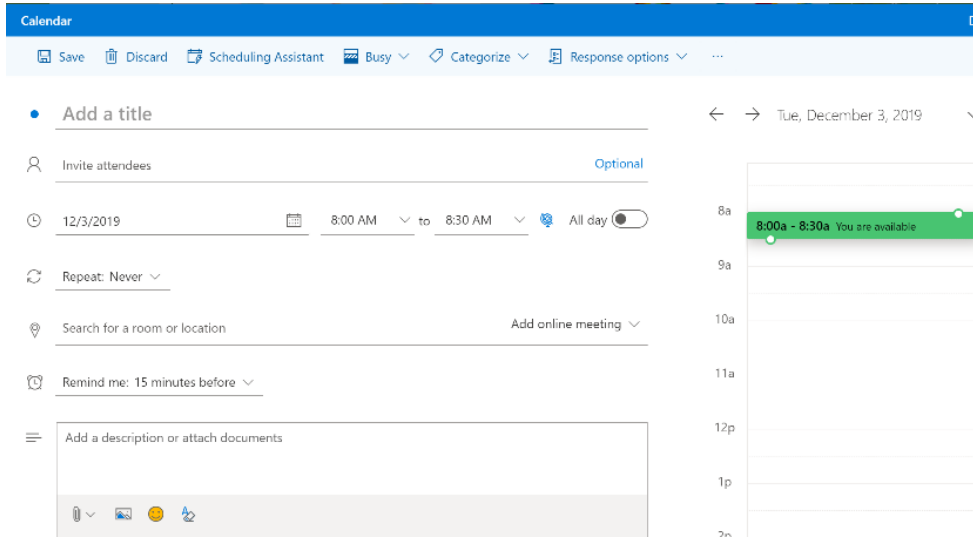 Calendar
Save Discard Scheduling Assistant Busy Categorize Response options ...
Add a title
Invite attendees Optional
12/3/2019 8:00 AM to 8:30 AM All day
Repeat: Never
Search for a room or location Add online meeting
Remind me: 15 minutes before
Add a description or attach documents
Tue, December 3, 2019
8a
8:00a - 8:30a You are available
9a
10a
11a
12p
1p
2p